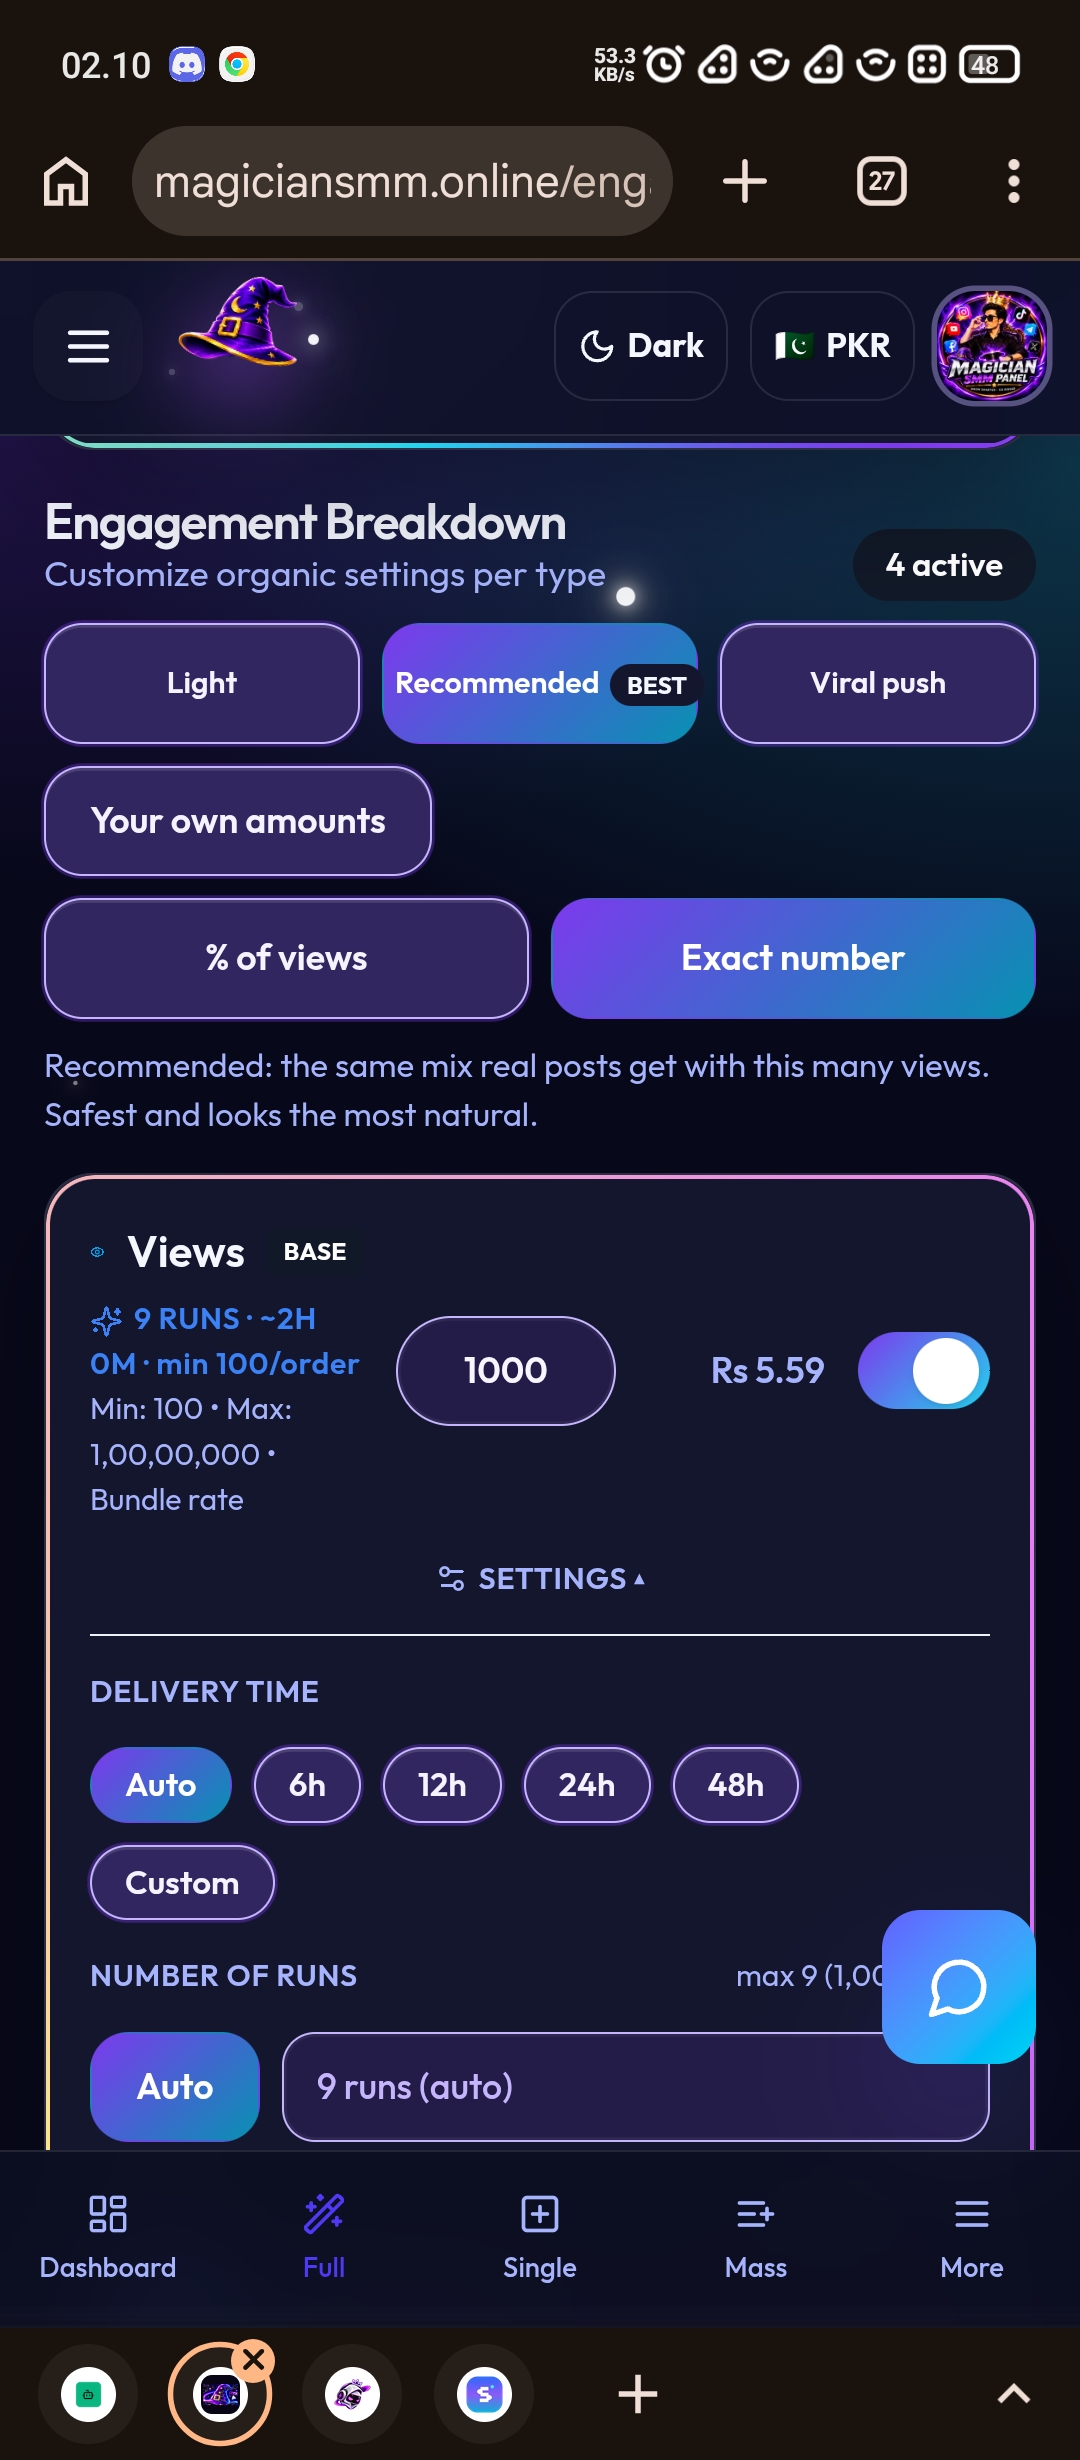 02.10
53.3
KB/s
48
magiciansmm.online/eng
27
Dark
PKR
MAGICIAN
SMM PANEL
Engagement Breakdown
Customize organic settings per type
4 active
Light
Recommended BEST
Viral push
Your own amounts
% of views
Exact number
Recommended: the same mix real posts get with this many views.
Safest and looks the most natural.
Views BASE
9 RUNS · ~2H
0M · min 100/order
Min: 100 • Max:
1,00,00,000 •
Bundle rate
1000
Rs 5.59
SETTINGS ▴
DELIVERY TIME
Auto
6h
12h
24h
48h
Custom
NUMBER OF RUNS
max 9 (1,00
Auto
9 runs (auto)
Dashboard
Full
Single
Mass
More